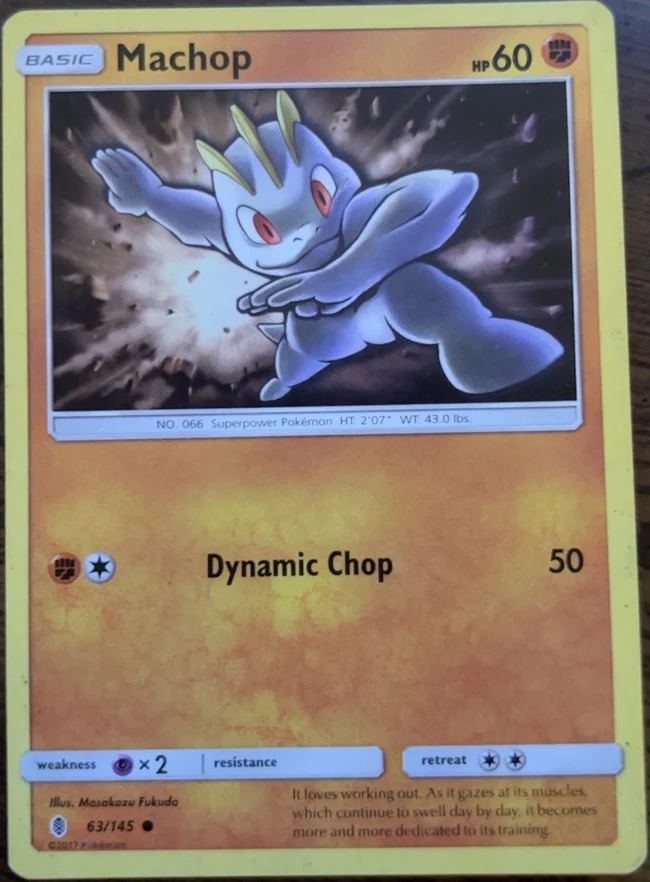 BASIC Machop HP 60
NO. 066 Superpower Pokémon HT: 2'07" WT: 43.0 lbs.
Dynamic Chop 50
weakness ×2 resistance retreat
Illus. Masakazu Fukuda
63/145
©2017 Pokémon
It loves working out. As it gazes at its muscles,
which continue to swell day by day, it becomes
more and more dedicated to its training.